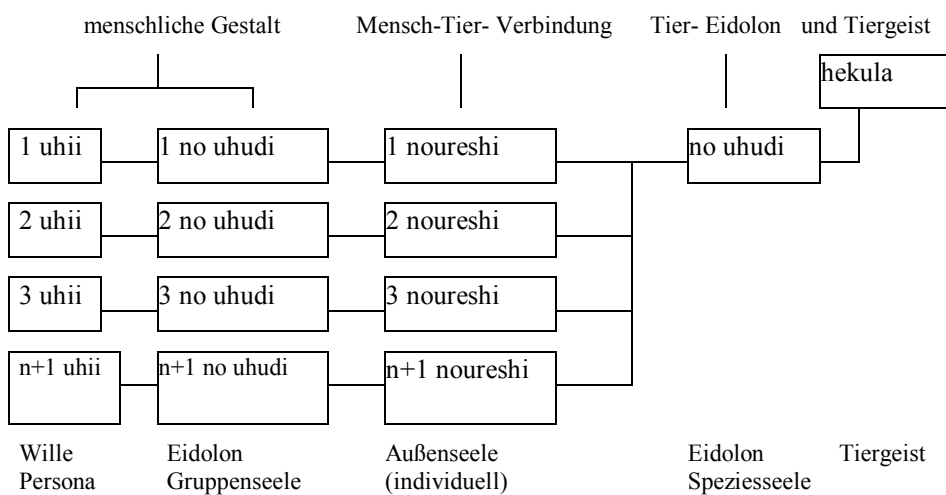 menschliche Gestalt Mensch-Tier- Verbindung Tier- Eidolon und Tiergeist
hekula
1 uhii 1 no uhudi 1 noureshi no uhudi
2 uhii 2 no uhudi 2 noureshi
3 uhii 3 no uhudi 3 noureshi
n+1 uhii n+1 no uhudi n+1 noureshi
Wille Eidolon Außenseele Eidolon Tiergeist
Persona Gruppenseele (individuell) Speziesseele